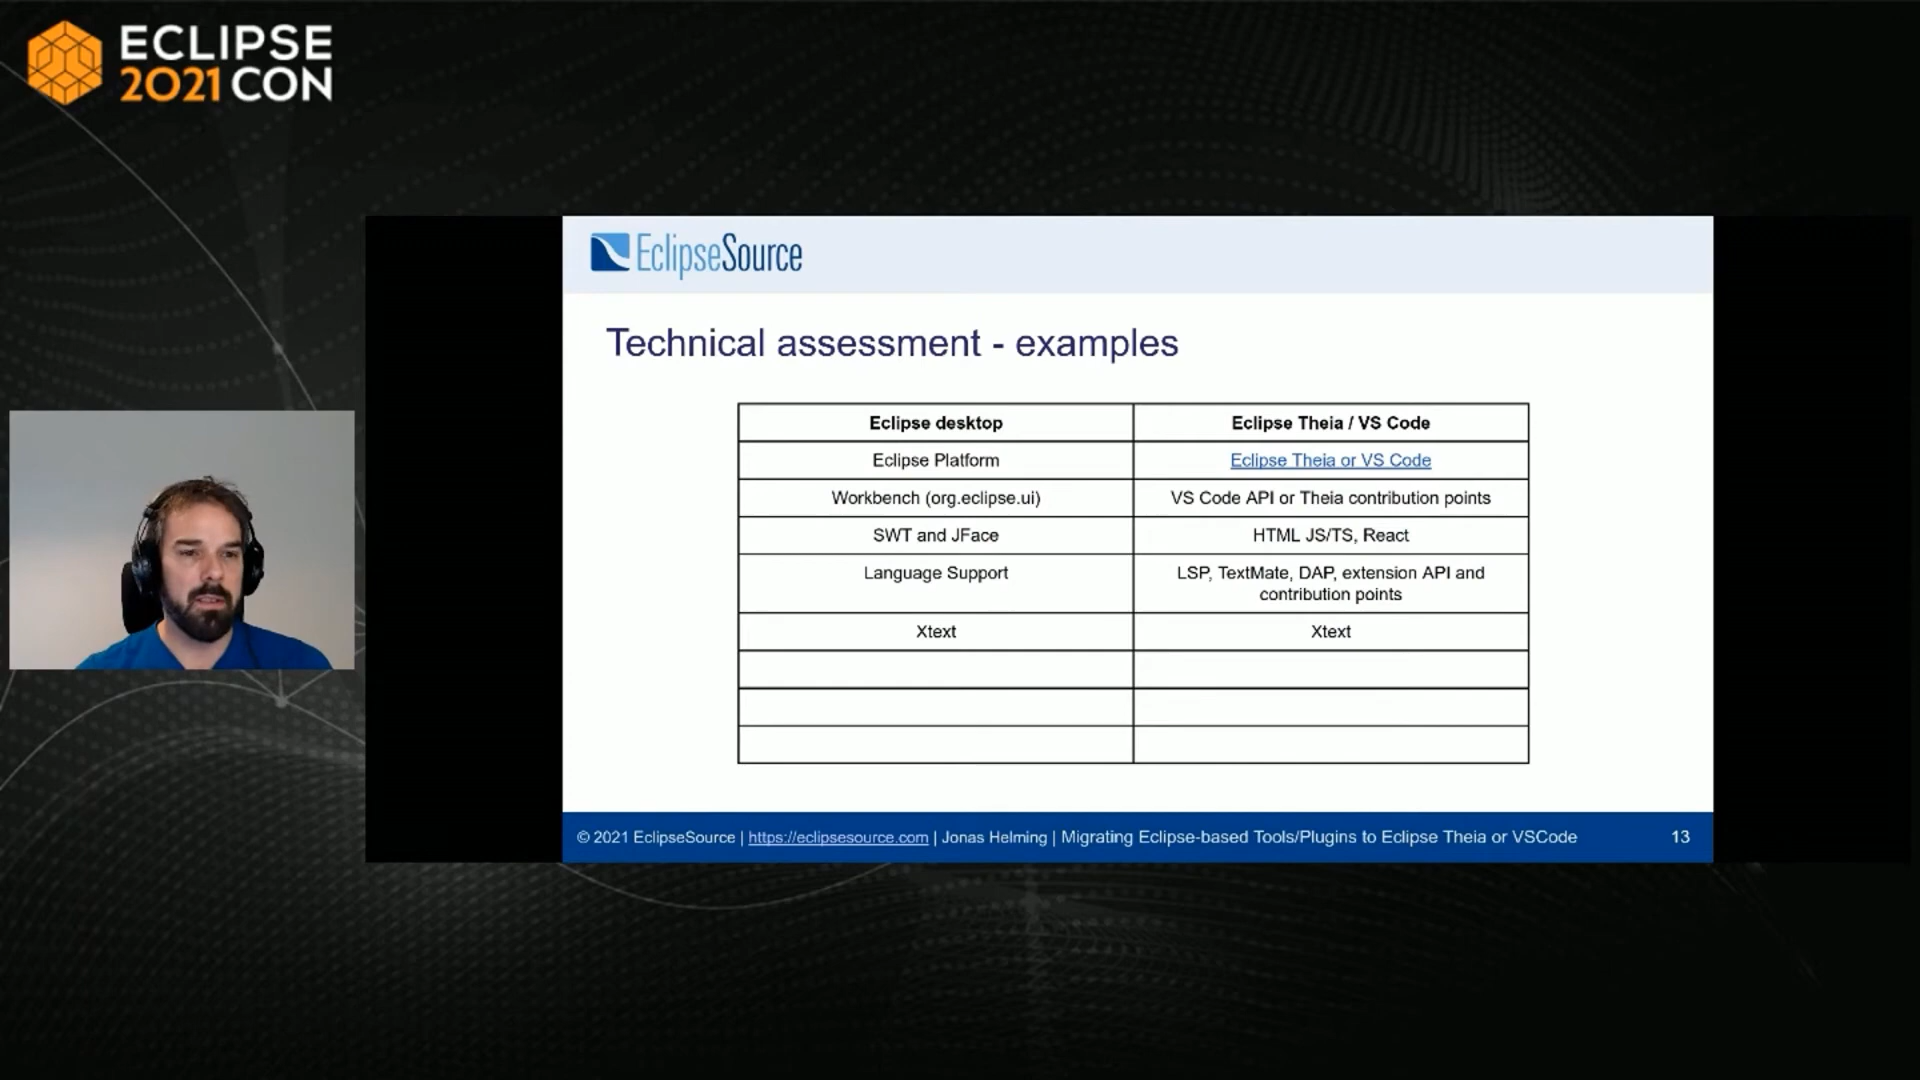 ECLIPSE
2021 CON
EclipseSource
Technical assessment - examples
Eclipse desktop
Eclipse Theia / VS Code
Eclipse Platform
Eclipse Theia or VS Code
Workbench (org.eclipse.ui)
VS Code API or Theia contribution points
SWT and JFace
HTML JS/TS, React
Language Support
LSP, TextMate, DAP, extension API and
contribution points
Xtext
Xtext
© 2021 EclipseSource | https://eclipsesource.com | Jonas Helming | Migrating Eclipse-based Tools/Plugins to Eclipse Theia or VSCode
13